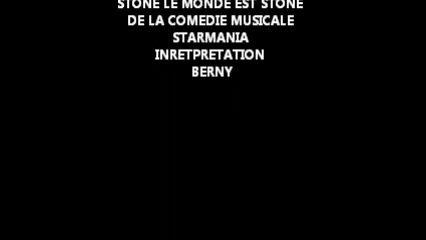 STONE LE MONDE EST STONE
DE LA COMEDIE MUSICALE
STARMANIA
INRETPRETATION
BERNY